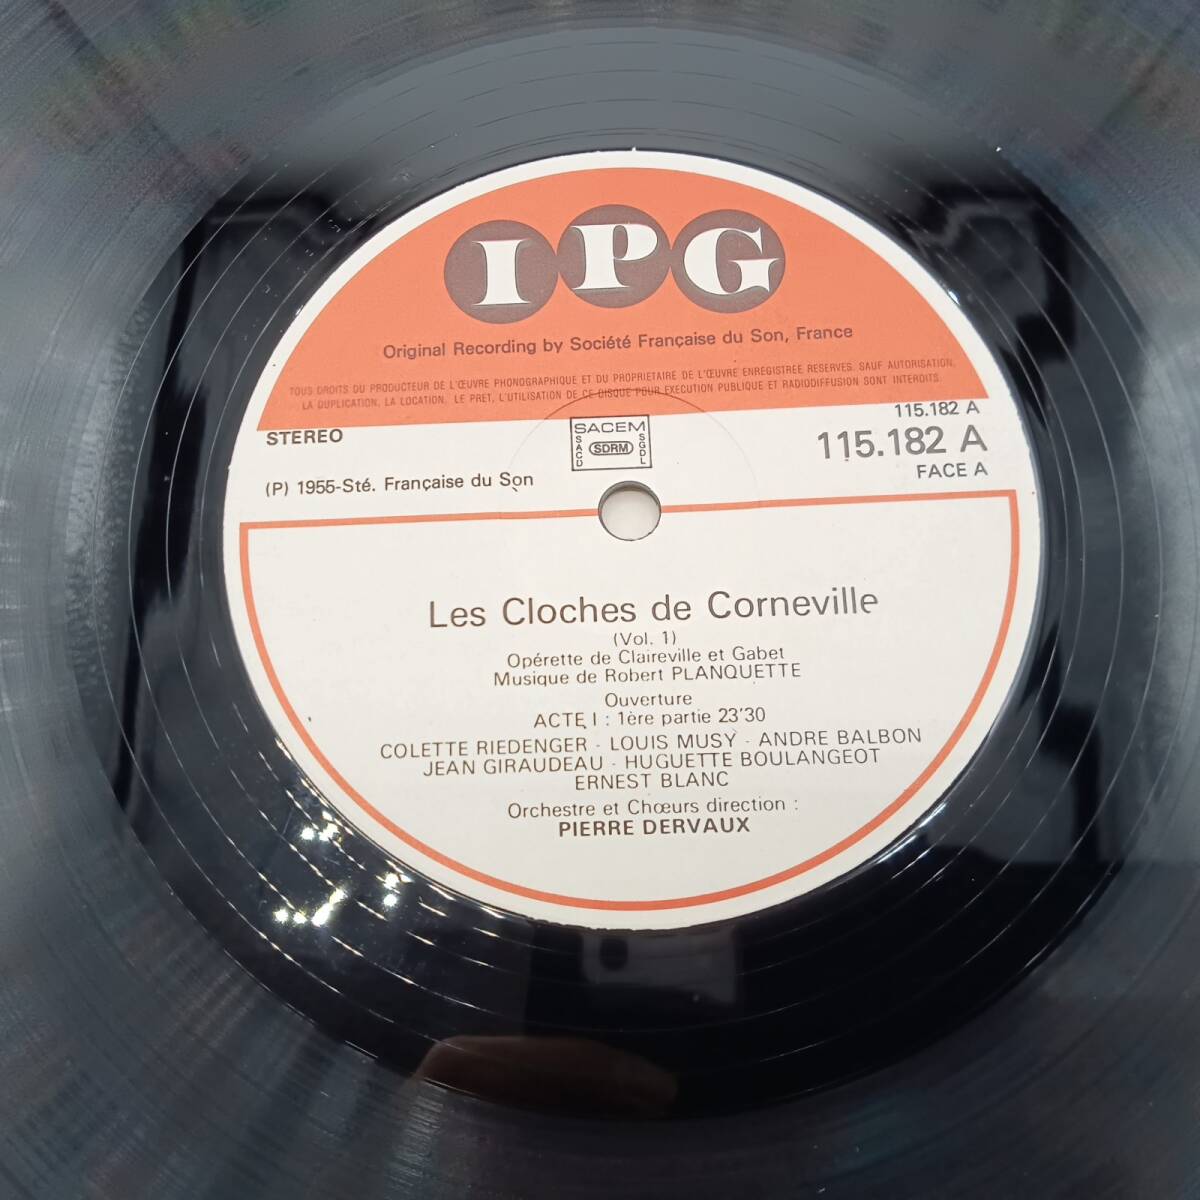 IPG
Original Recording by Société Française du Son, France
TOUS DROITS DU PRODUCTEUR DE L'ŒUVRE PHONOGRAPHIQUE ET DU PROPRIETAIRE DE L'ŒUVRE ENREGISTREE RESERVES. SAUF AUTORISATION,
LA DUPLICATION, LA LOCATION, LE PRET, L'UTILISATION DE CE DISQUE POUR EXECUTION PUBLIQUE ET RADIODIFFUSION SONT INTERDITS.
STEREO
SACEM
SACD
SDRM
SGDL
115.182 A
115.182 A
FACE A
(P) 1955-Sté. Française du Son
Les Cloches de Corneville
(Vol. 1)
Opérette de Claireville et Gabet
Musique de Robert PLANQUETTE
Ouverture
ACTE I : 1ère partie 23'30
COLETTE RIEDENGER - LOUIS MUSY - ANDRE BALBON
JEAN GIRAUDEAU - HUGUETTE BOULANGEOT
ERNEST BLANC
Orchestre et Chœurs direction :
PIERRE DERVAUX